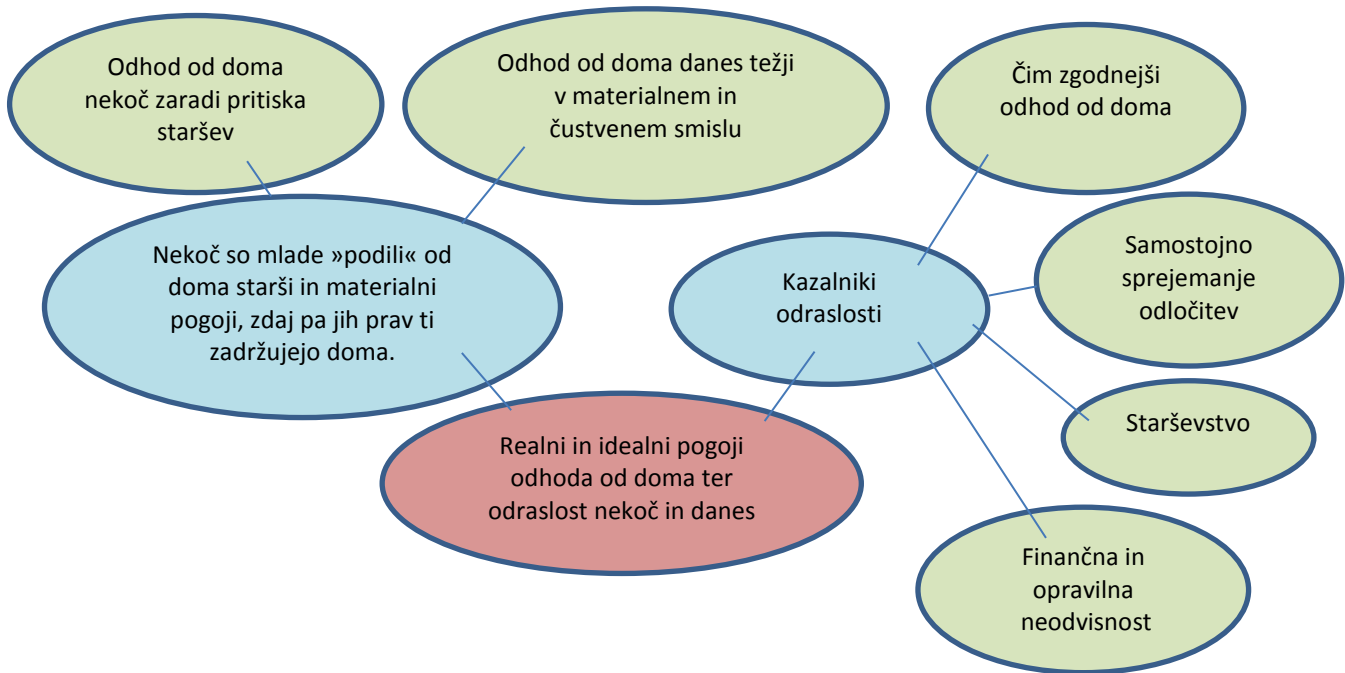 Odhod od doma
nekoč zaradi pritiska
staršev
Odhod od doma danes težji
v materialnem in
čustvenem smislu
Čim zgodnejši
odhod od doma
Nekoč so mlade »podili« od
doma starši in materialni
pogoji, zdaj pa jih prav ti
zadržujejo doma.
Kazalniki
odraslosti
Samostojno
sprejemanje
odločitev
Starševstvo
Realni in idealni pogoji
odhoda od doma ter
odraslost nekoč in danes
Finančna in
opravilna
neodvisnost